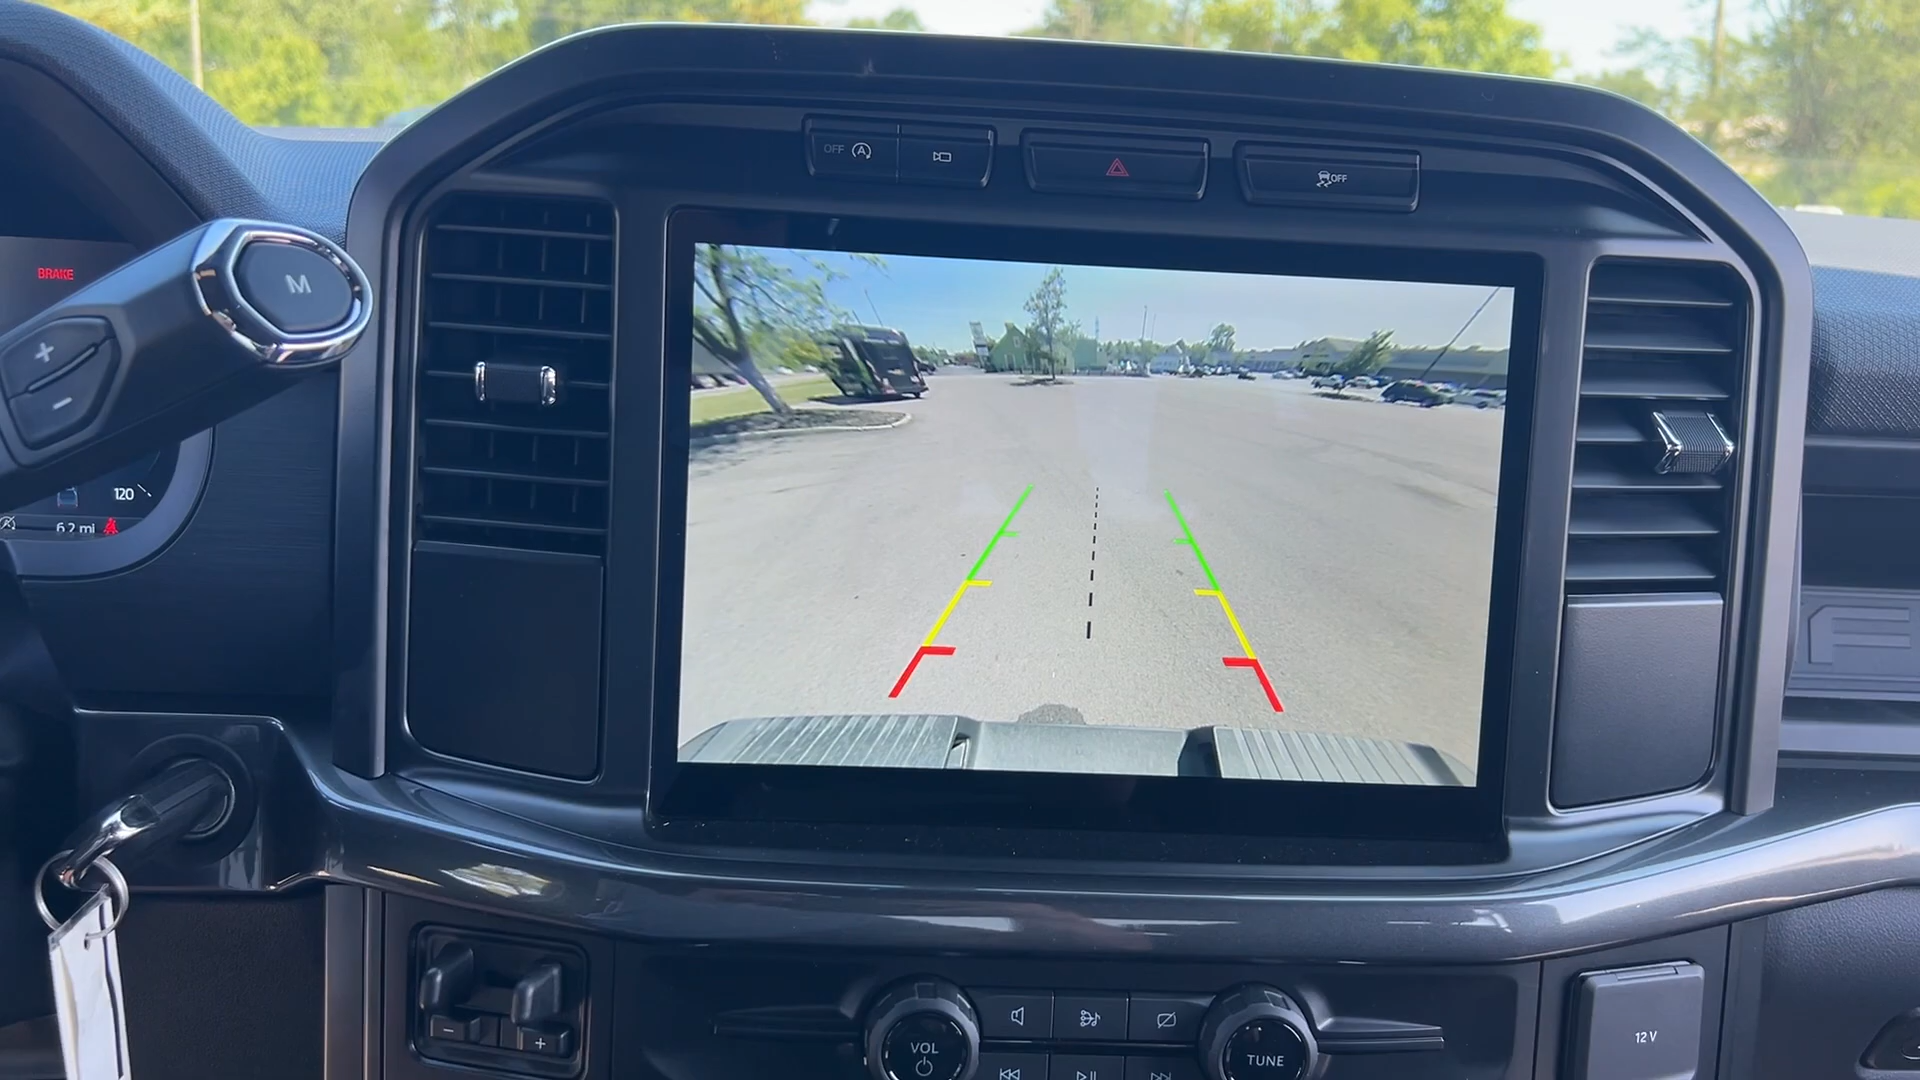 OFF
OFF
BRAKE
M
+
-
120
6.2 mi
- +
VOL
TUNE
12 V